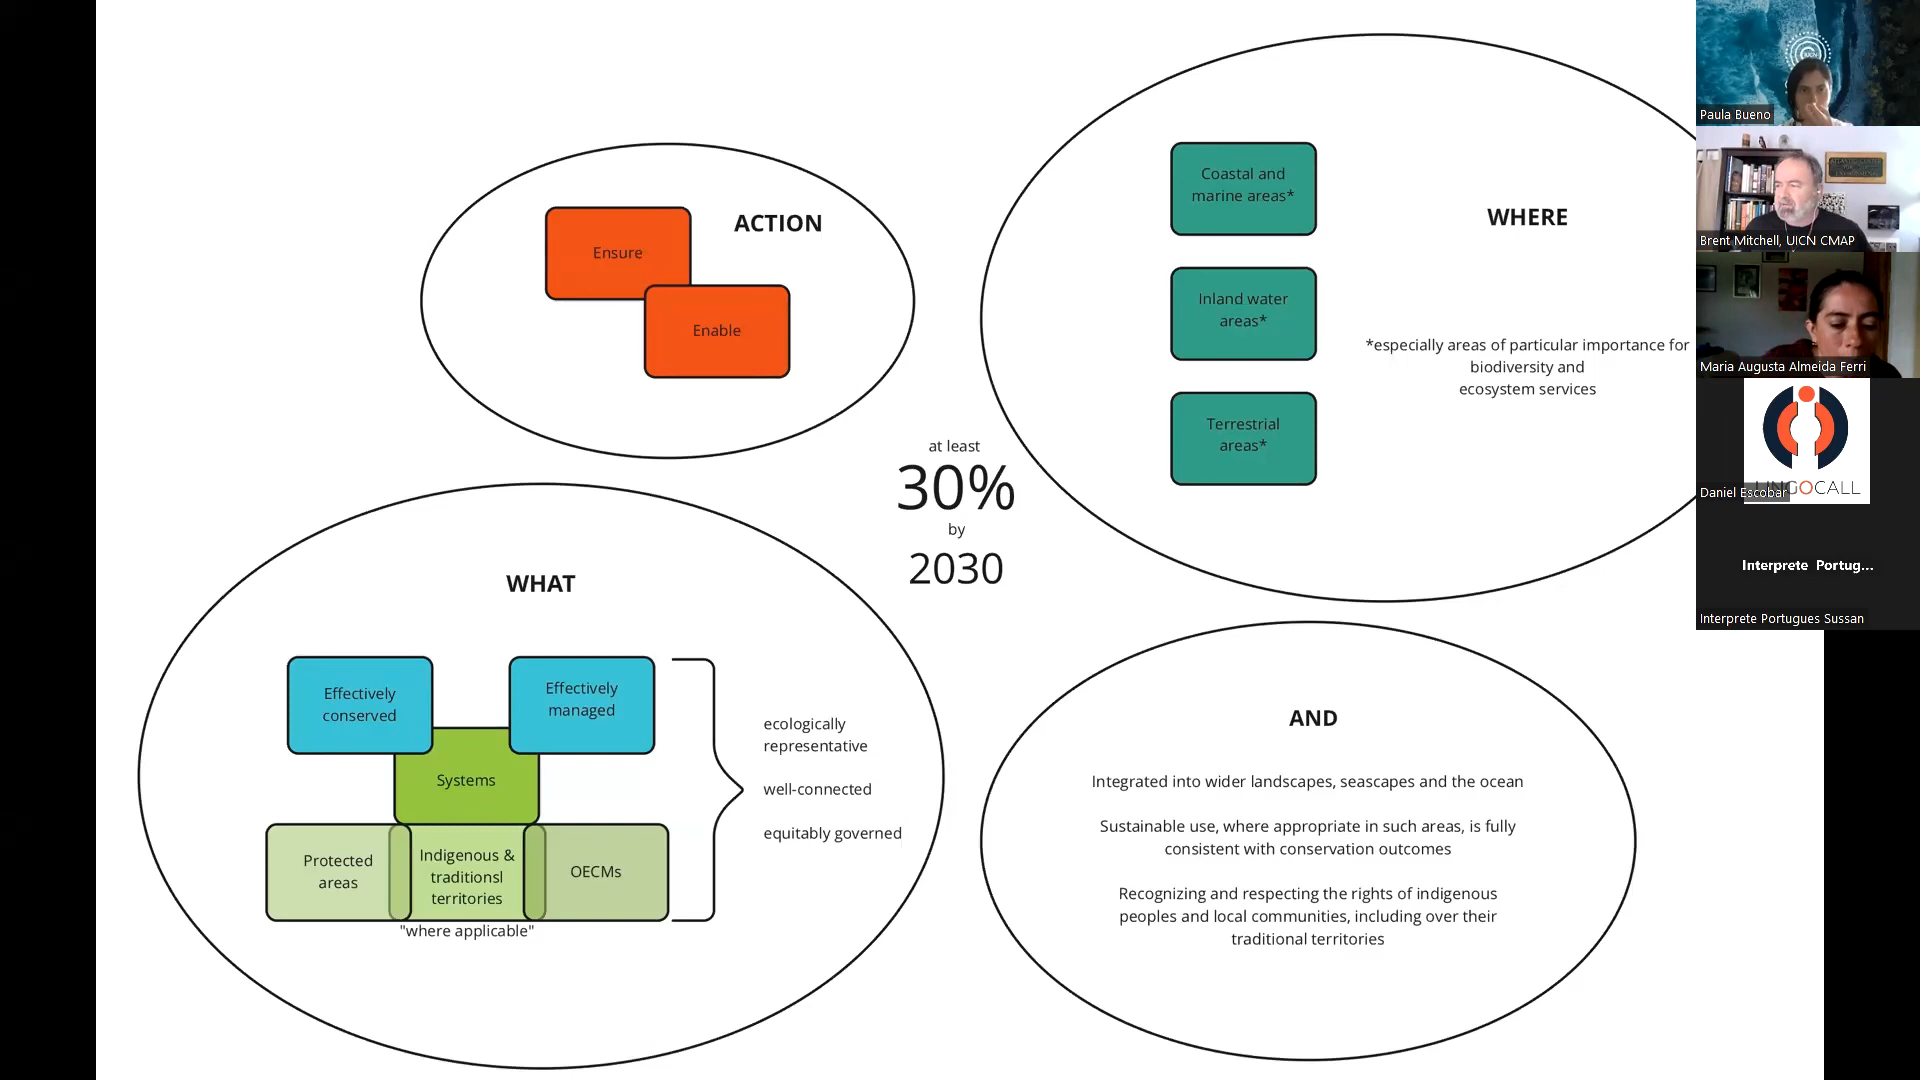 ACTION
Ensure
Enable
WHERE
Coastal and
marine areas*
Inland water
areas*
Terrestrial
areas*
*especially areas of particular importance for
biodiversity and
ecosystem services
at least
30%
by
2030
WHAT
Effectively
conserved
Effectively
managed
Systems
Protected
areas
Indigenous &
traditionsl
territories
OECMs
"where applicable"
ecologically
representative
well-connected
equitably governed
AND
Integrated into wider landscapes, seascapes and the ocean
Sustainable use, where appropriate in such areas, is fully
consistent with conservation outcomes
Recognizing and respecting the rights of indigenous
peoples and local communities, including over their
traditional territories
Paula Bueno
Brent Mitchell, UICN CMAP
Maria Augusta Almeida Ferri
Daniel Escobar
Interprete Portug...
Interprete Portugues Sussan